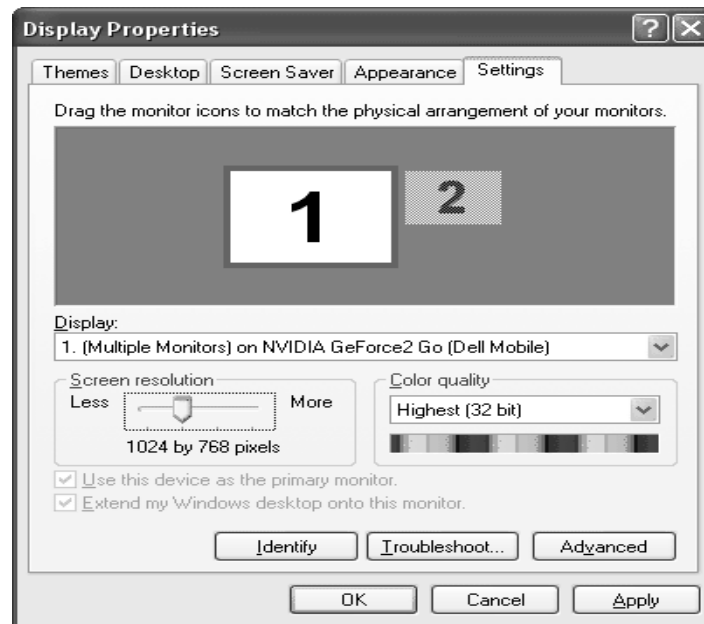 Display Properties
Themes Desktop Screen Saver Appearance Settings
Drag the monitor icons to match the physical arrangement of your monitors.
1 2
Display:
1. (Multiple Monitors) on NVIDIA GeForce2 Go (Dell Mobile)
Screen resolution Color quality
Less More Highest (32 bit)
1024 by 768 pixels
Use this device as the primary monitor.
Extend my Windows desktop onto this monitor.
Identify Troubleshoot... Advanced
OK Cancel Apply